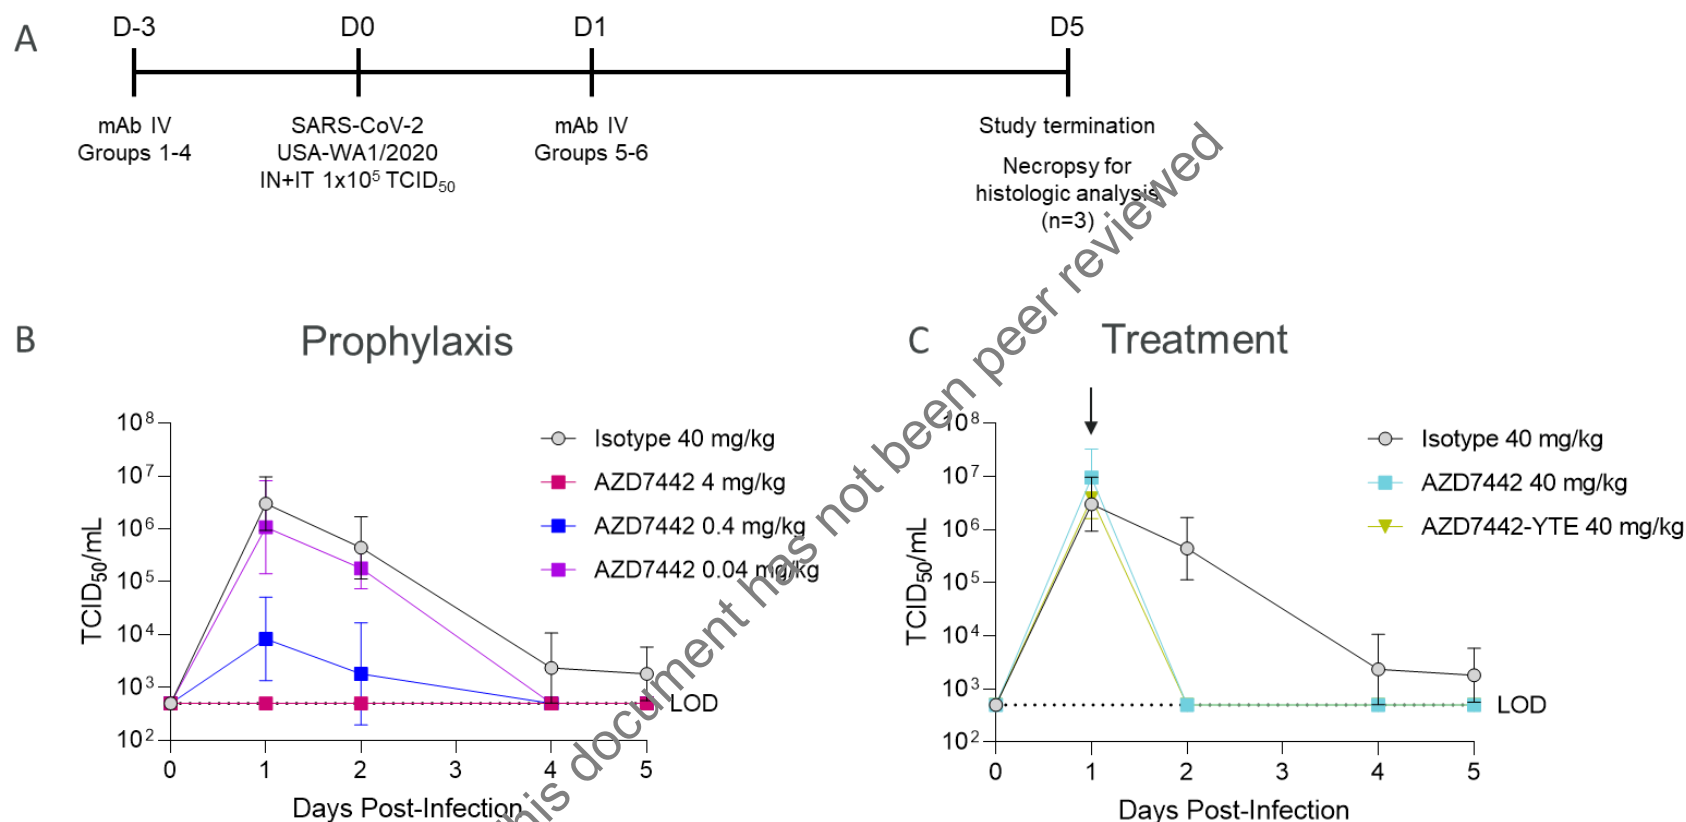 A
D-3
D0
D1
D5
mAb IV
Groups 1-4
SARS-CoV-2
USA-WA1/2020
IN+IT 1x10⁵ TCID₅₀
mAb IV
Groups 5-6
Study termination
Necropsy for
histologic analysis
(n=3)
B
Prophylaxis
10⁸
10⁷
10⁶
10⁵
10⁴
10³
10²
TCID₅₀/mL
0
1
2
3
4
5
Days Post-Infection
LOD
Isotype 40 mg/kg
AZD7442 4 mg/kg
AZD7442 0.4 mg/kg
AZD7442 0.04 mg/kg
C
Treatment
10⁸
10⁷
10⁶
10⁵
10⁴
10³
10²
TCID₅₀/mL
0
1
2
3
4
5
Days Post-Infection
LOD
Isotype 40 mg/kg
AZD7442 40 mg/kg
AZD7442-YTE 40 mg/kg
his document has not been peer reviewed